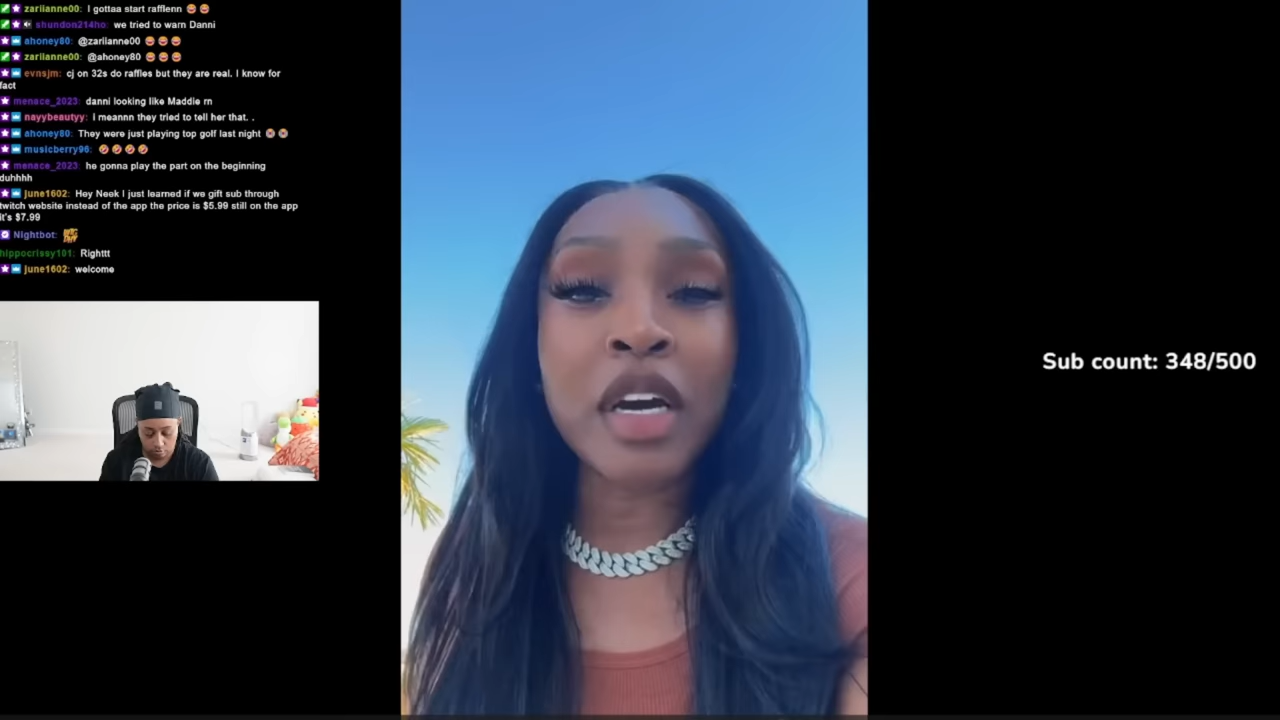 zariianne00: I gottaa start rafflenn
shundon214ho: we tried to warn Danni
ahoney80: @zariianne00
zariianne00: @ahoney80
evnsjm: cj on 32s do raffles but they are real. I know for
fact
menace_2023: danni looking like Maddie rn
nayybeautyy: I meannn they tried to tell her that. .
ahoney80: They were just playing top golf last night
musicberry96:
menace_2023: he gonna play the part on the beginning
duhhhh
june1602: Hey Neek I just learned if we gift sub through
twitch website instead of the app the price is $5.99 still on the app
it's $7.99
Nightbot:
hippocrissy101: Righttt
june1602: welcome
Sub count: 348/500